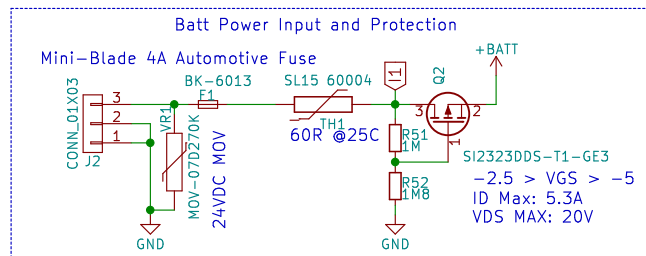 Batt Power Input and Protection
Mini-Blade 4A Automotive Fuse
+BATT
I1
Q2
BK-6013
F1
SL15 60004
TH1
60R @25C
CONN_01X03
J2
3
2
1
VR1
MOV-07D270K
24VDC MOV
3
2
1
R51
1M
R52
1M8
SI2323DDS-T1-GE3
-2.5 > VGS > -5
ID Max: 5.3A
VDS MAX: 20V
GND
GND